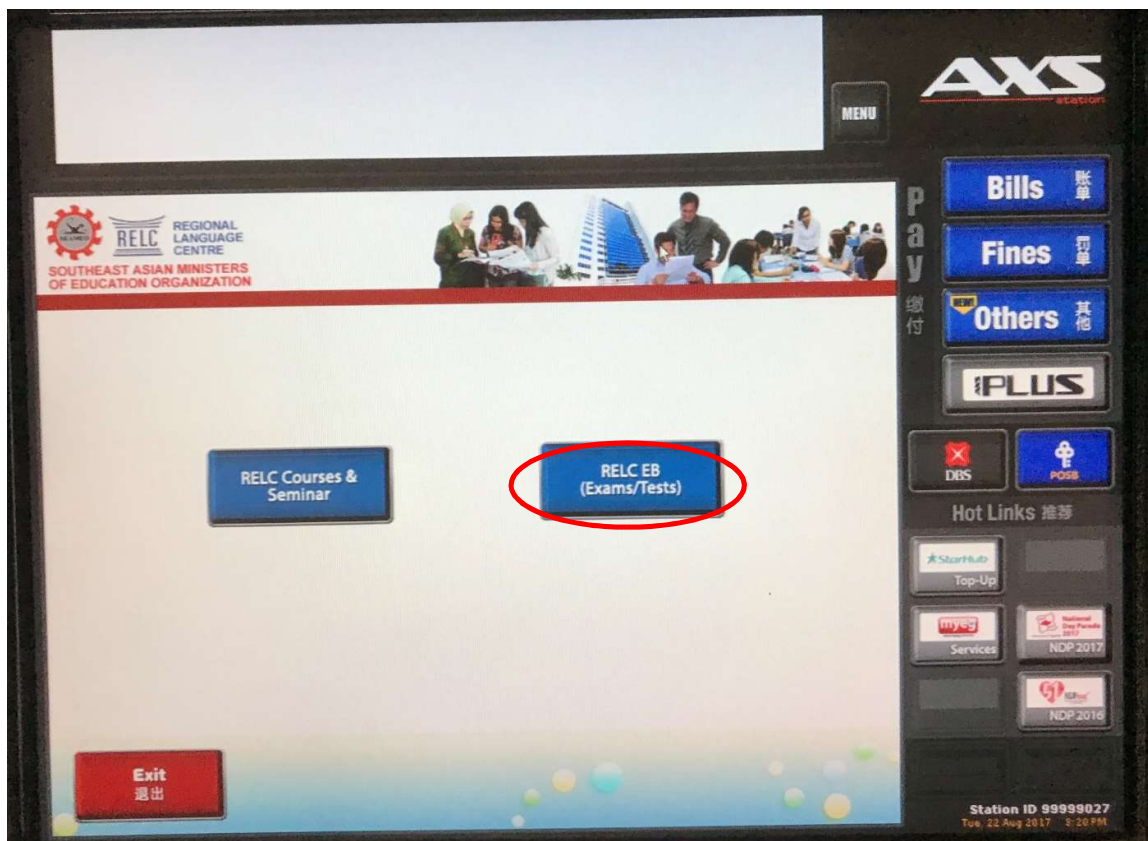 AXS
station
MENU
SEAMEO
RELC
REGIONAL
LANGUAGE
CENTRE
SOUTHEAST ASIAN MINISTERS
OF EDUCATION ORGANIZATION
Pay
缴付
Bills 账单
Fines 罚单
NEW!
Others 其他
PLUS
DBS
POSB
Hot Links 推荐
RELC Courses &
Seminar
RELC EB
(Exams/Tests)
StarHub
Top-Up
myeg
Services
National
Day Parade
2017
NDP 2017
NDP 2016
Exit
退出
Station ID 99999027
Tue, 22 Aug 2017 3:20 PM